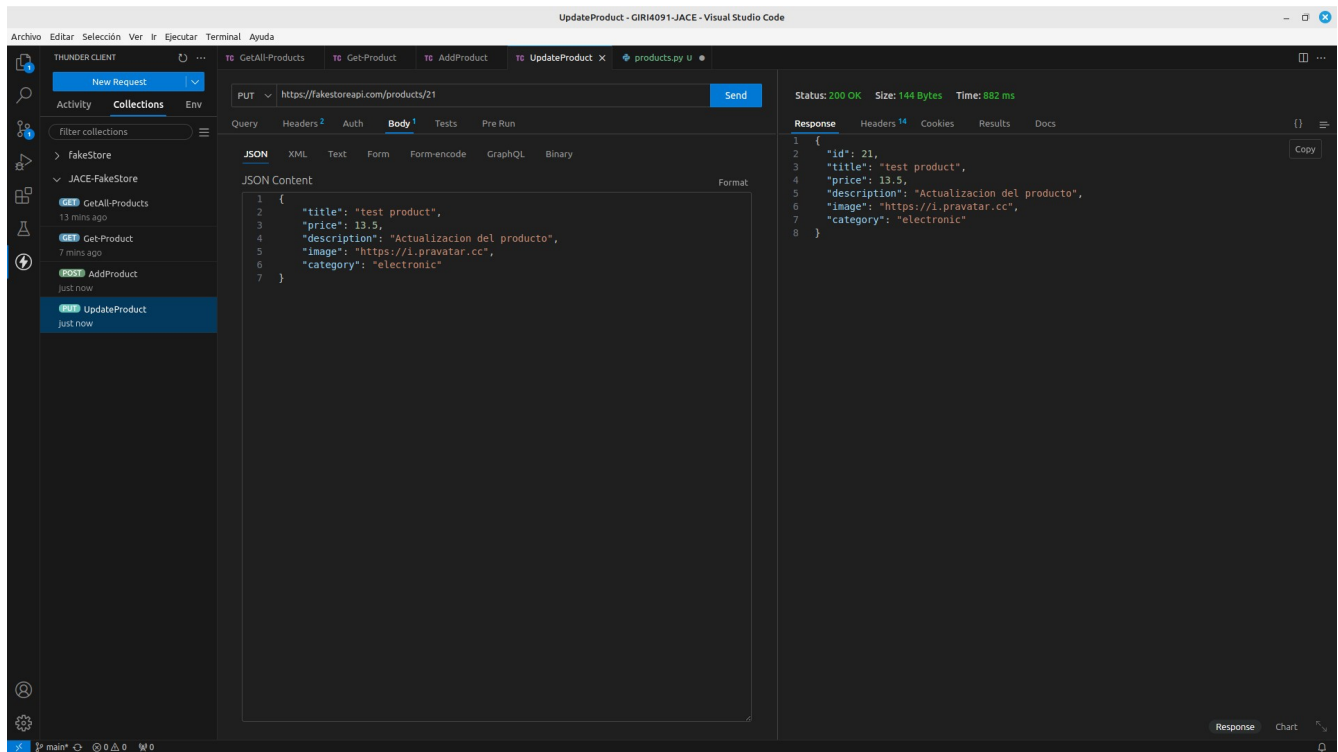 UpdateProduct - GIRI4091-JACE - Visual Studio Code
Archivo Editar Selección Ver Ir Ejecutar Terminal Ayuda
THUNDER CLIENT
New Request
Activity Collections Env
filter collections
fakeStore
JACE-FakeStore
GET GetAll-Products
13 mins ago
GET Get-Product
7 mins ago
POST AddProduct
just now
PUT UpdateProduct
just now
TC GetAll-Products TC Get-Product TC AddProduct TC UpdateProduct products.py U
PUT https://fakestoreapi.com/products/21 Send
Query Headers 2 Auth Body 1 Tests Pre Run
JSON XML Text Form Form-encode GraphQL Binary
JSON Content Format
1 {
2 "title": "test product",
3 "price": 13.5,
4 "description": "Actualizacion del producto",
5 "image": "https://i.pravatar.cc",
6 "category": "electronic"
7 }
Status: 200 OK Size: 144 Bytes Time: 882 ms
Response Headers 14 Cookies Results Docs {}
Copy
1 {
2 "id": 21,
3 "title": "test product",
4 "price": 13.5,
5 "description": "Actualizacion del producto",
6 "image": "https://i.pravatar.cc",
7 "category": "electronic"
8 }
Response Chart
main* 0 0 0